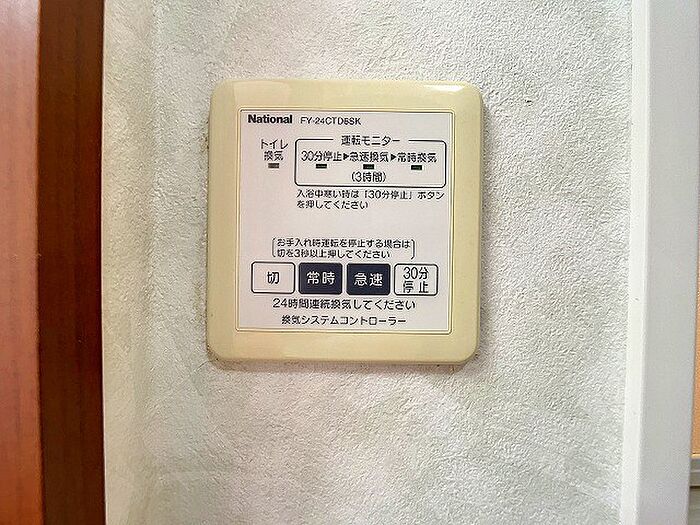 National FY-24CTD6SK
運転モニター
トイレ
換気
30分停止▶急速換気▶常時換気
(3時間)
入浴中寒い時は「30分停止」ボタン
を押してください
お手入れ時運転を停止する場合は
切を3秒以上押してください
切 常時 急速 30分
停止
24時間連続換気してください
換気システムコントローラー